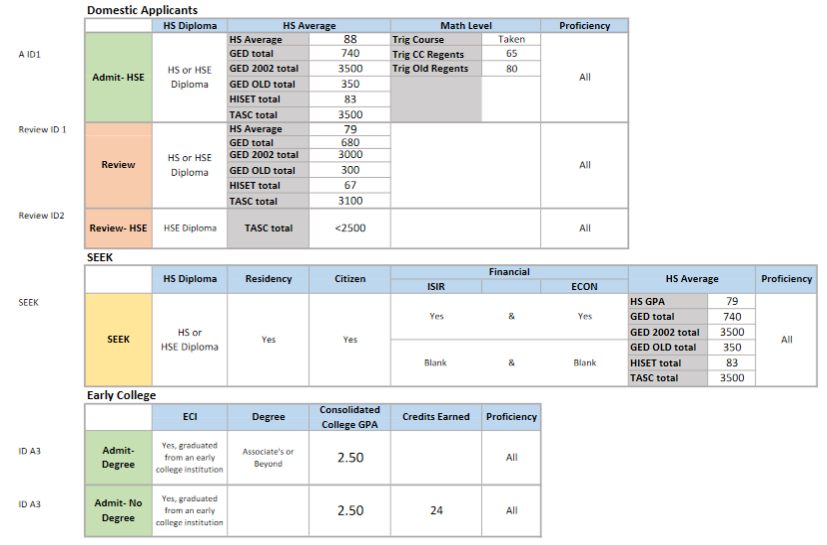 Domestic Applicants
HS Diploma HS Average Math Level Proficiency
A ID1
Admit- HSE
HS or HSE
Diploma
HS Average 88 Trig Course Taken
GED total 740 Trig CC Regents 65
GED 2002 total 3500 Trig Old Regents 80
GED OLD total 350
HISET total 83
TASC total 3500
All
Review ID 1
Review
HS or HSE
Diploma
HS Average 79
GED total 680
GED 2002 total 3000
GED OLD total 300
HISET total 67
TASC total 3100
All
Review ID2
Review- HSE HSE Diploma TASC total <2500 All
SEEK
HS Diploma Residency Citizen Financial HS Average Proficiency
ISIR ECON
SEEK
SEEK
HS or
HSE Diploma
Yes Yes
Yes & Yes
Blank & Blank
HS GPA 79
GED total 740
GED 2002 total 3500
GED OLD total 350
HISET total 83
TASC total 3500
All
Early College
ECI Degree Consolidated
College GPA Credits Earned Proficiency
ID A3
Admit-
Degree
Yes, graduated
from an early
college institution
Associate's or
Beyond
2.50 All
ID A3
Admit- No
Degree
Yes, graduated
from an early
college institution
2.50 24 All